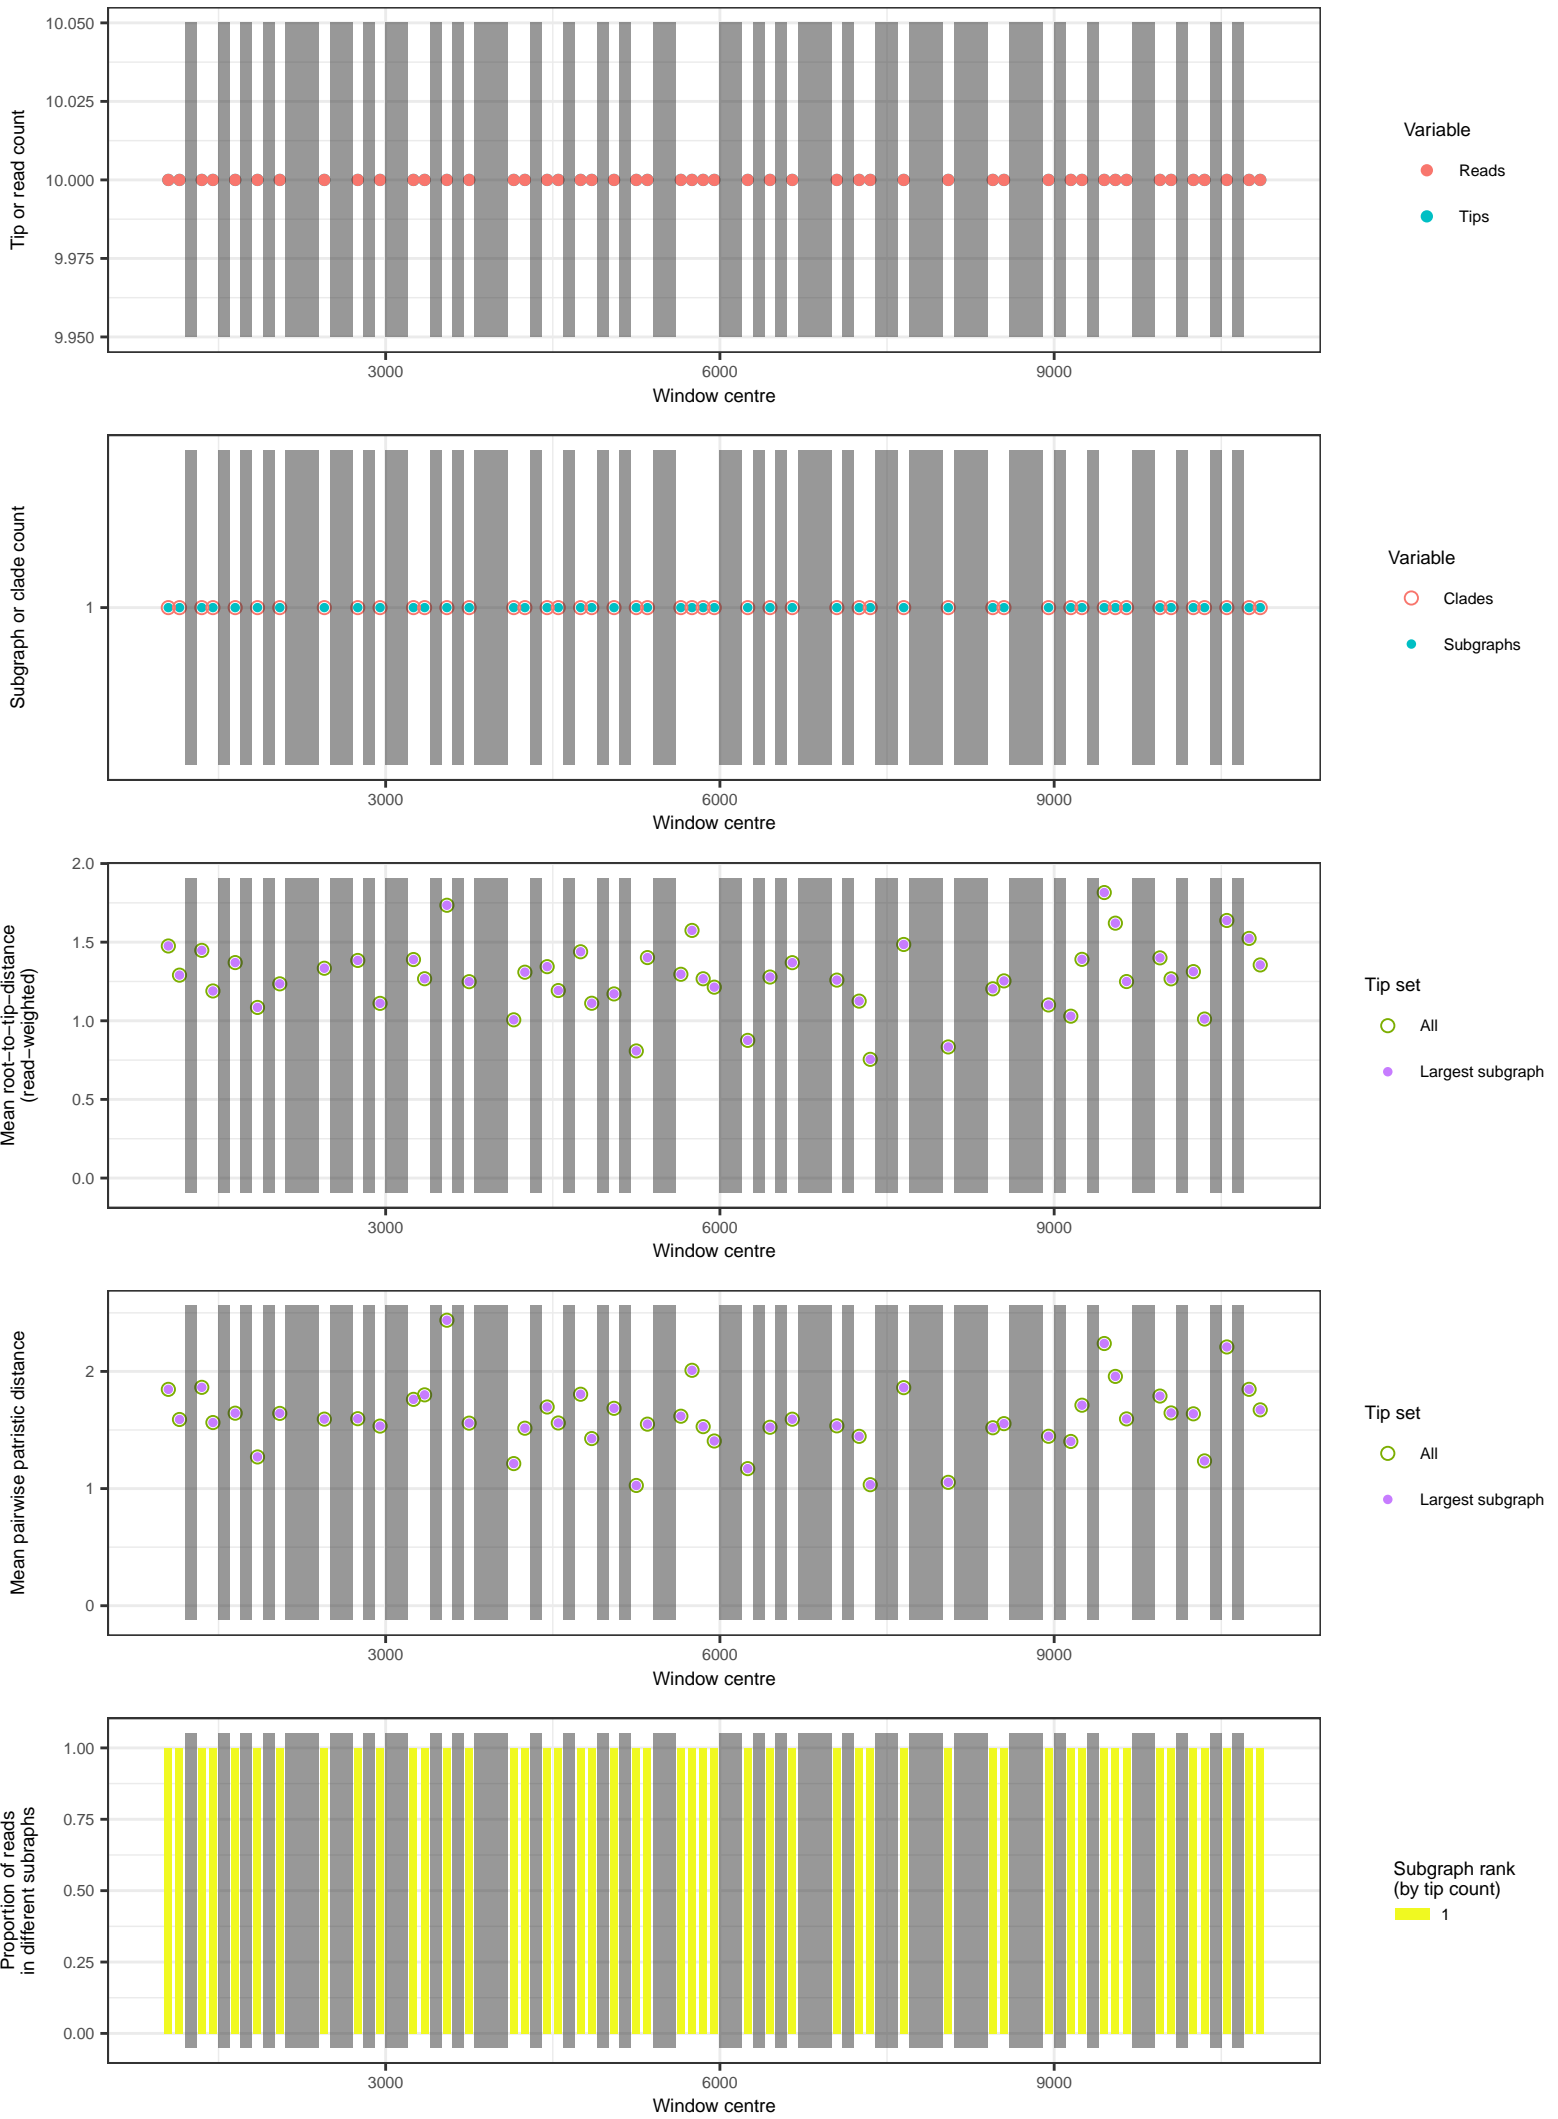 10.050
10.025
10.000
9.975
9.950
Tip or read count
3000 6000 9000
Window centre
Variable
Reads
Tips
1
Subgraph or clade count
3000 6000 9000
Window centre
Variable
Clades
Subgraphs
2.0
1.5
1.0
0.5
0.0
Mean root−to−tip−distance
(read−weighted)
3000 6000 9000
Window centre
Tip set
All
Largest subgraph
2
1
0
Mean pairwise patristic distance
3000 6000 9000
Window centre
Tip set
All
Largest subgraph
1.00
0.75
0.50
0.25
0.00
Proportion of reads
in different subraphs
3000 6000 9000
Window centre
Subgraph rank
(by tip count)
1